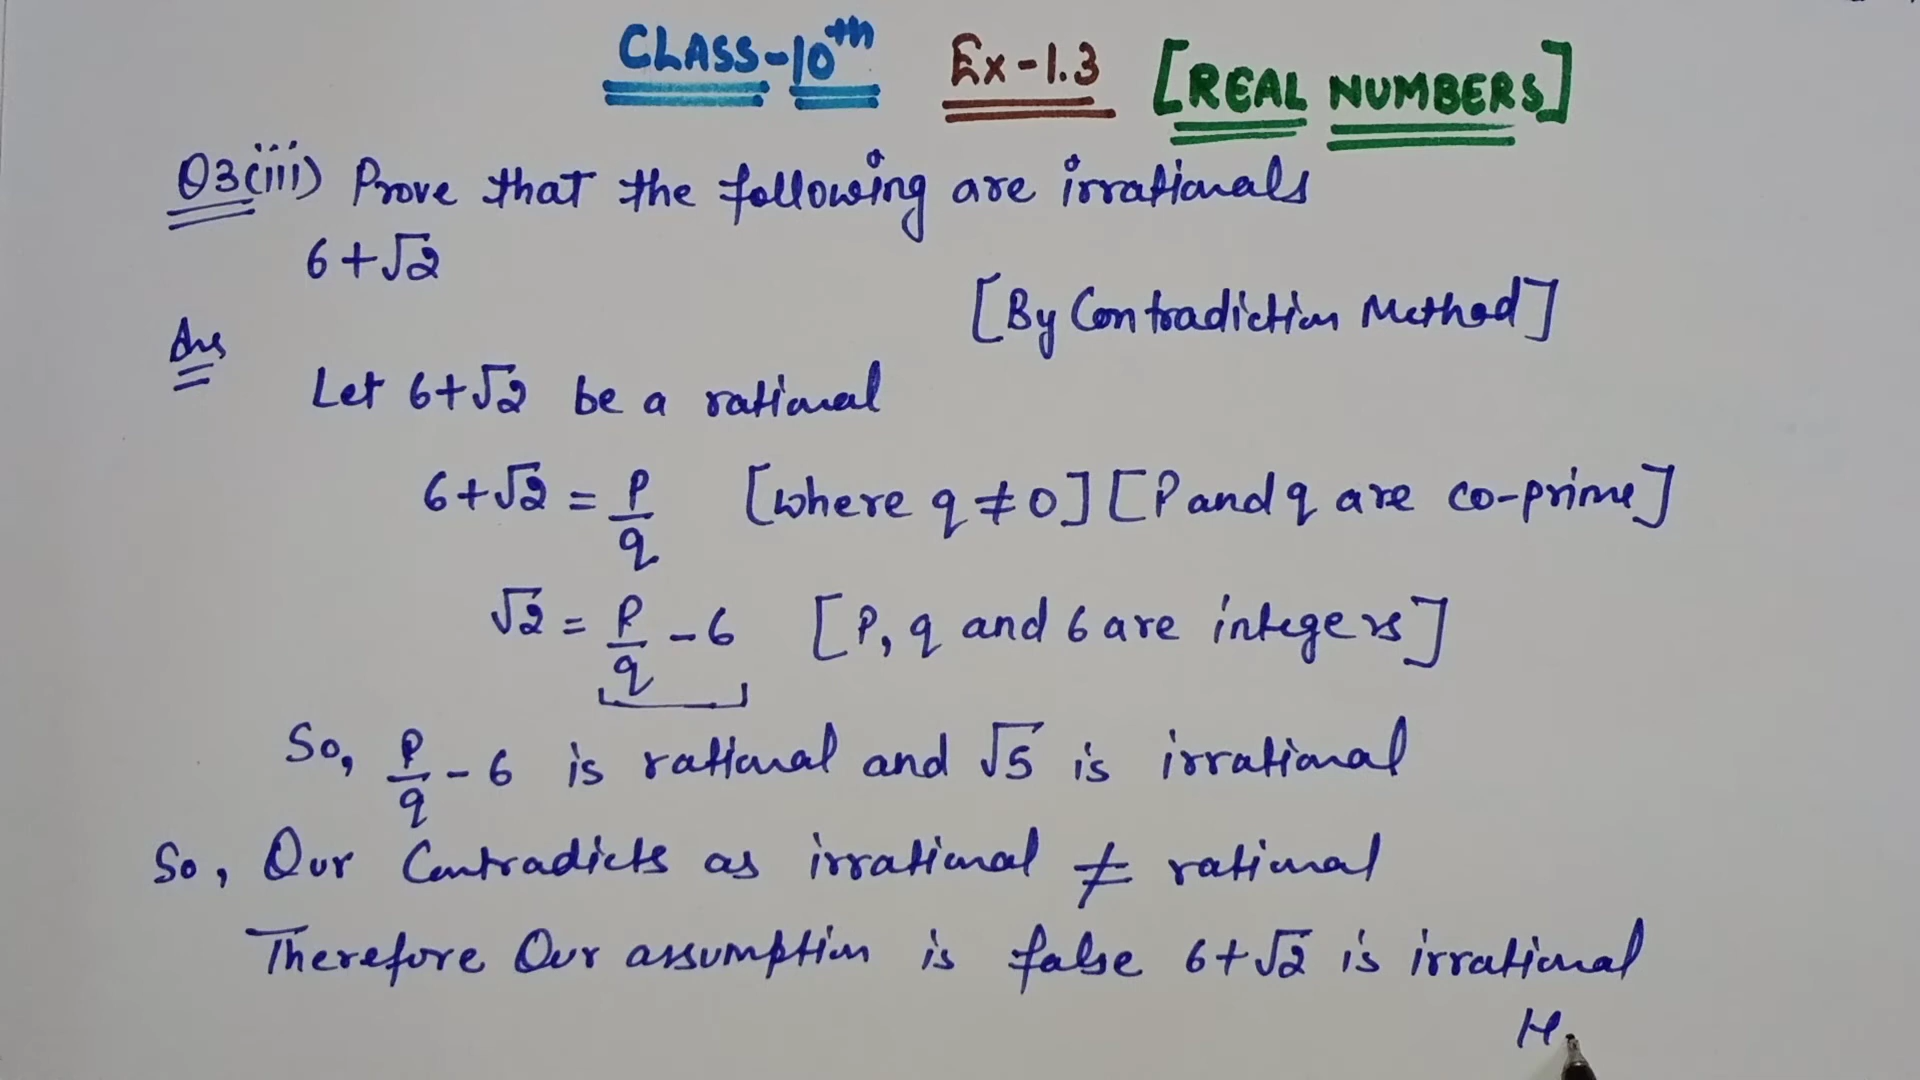 CLASS-10th Ex-1.3 [REAL NUMBERS]
Q3(iii) Prove that the following are irrationals
6+√2
[By Contradiction Method]
Ans
Let 6+√2 be a rational
6+√2 = P/q [where q ≠ 0] [P and q are co-prime]
√2 = P/q - 6 [P, q and 6 are integers]
So, P/q - 6 is rational and √5 is irrational
So, Our Contradicts as irrational ≠ rational
Therefore Our assumption is false 6+√2 is irrational
H.